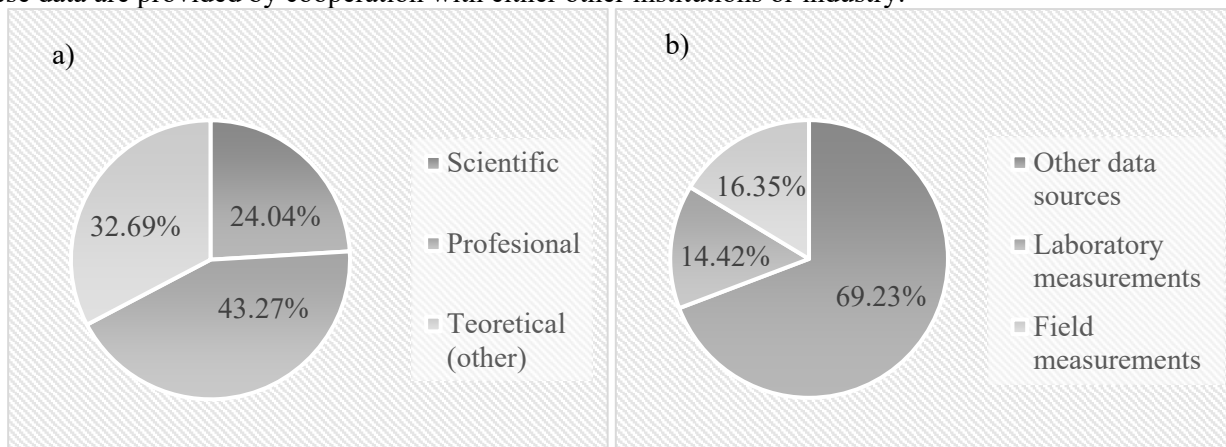 se data are provided by cooperation with either other institutions or industry.
a)
Scientific
24.04%
32.69%
Profesional
43.27%
Teoretical
(other)
b)
Other data
sources
16.35%
Laboratory
measurements
14.42%
69.23%
Field
measurements